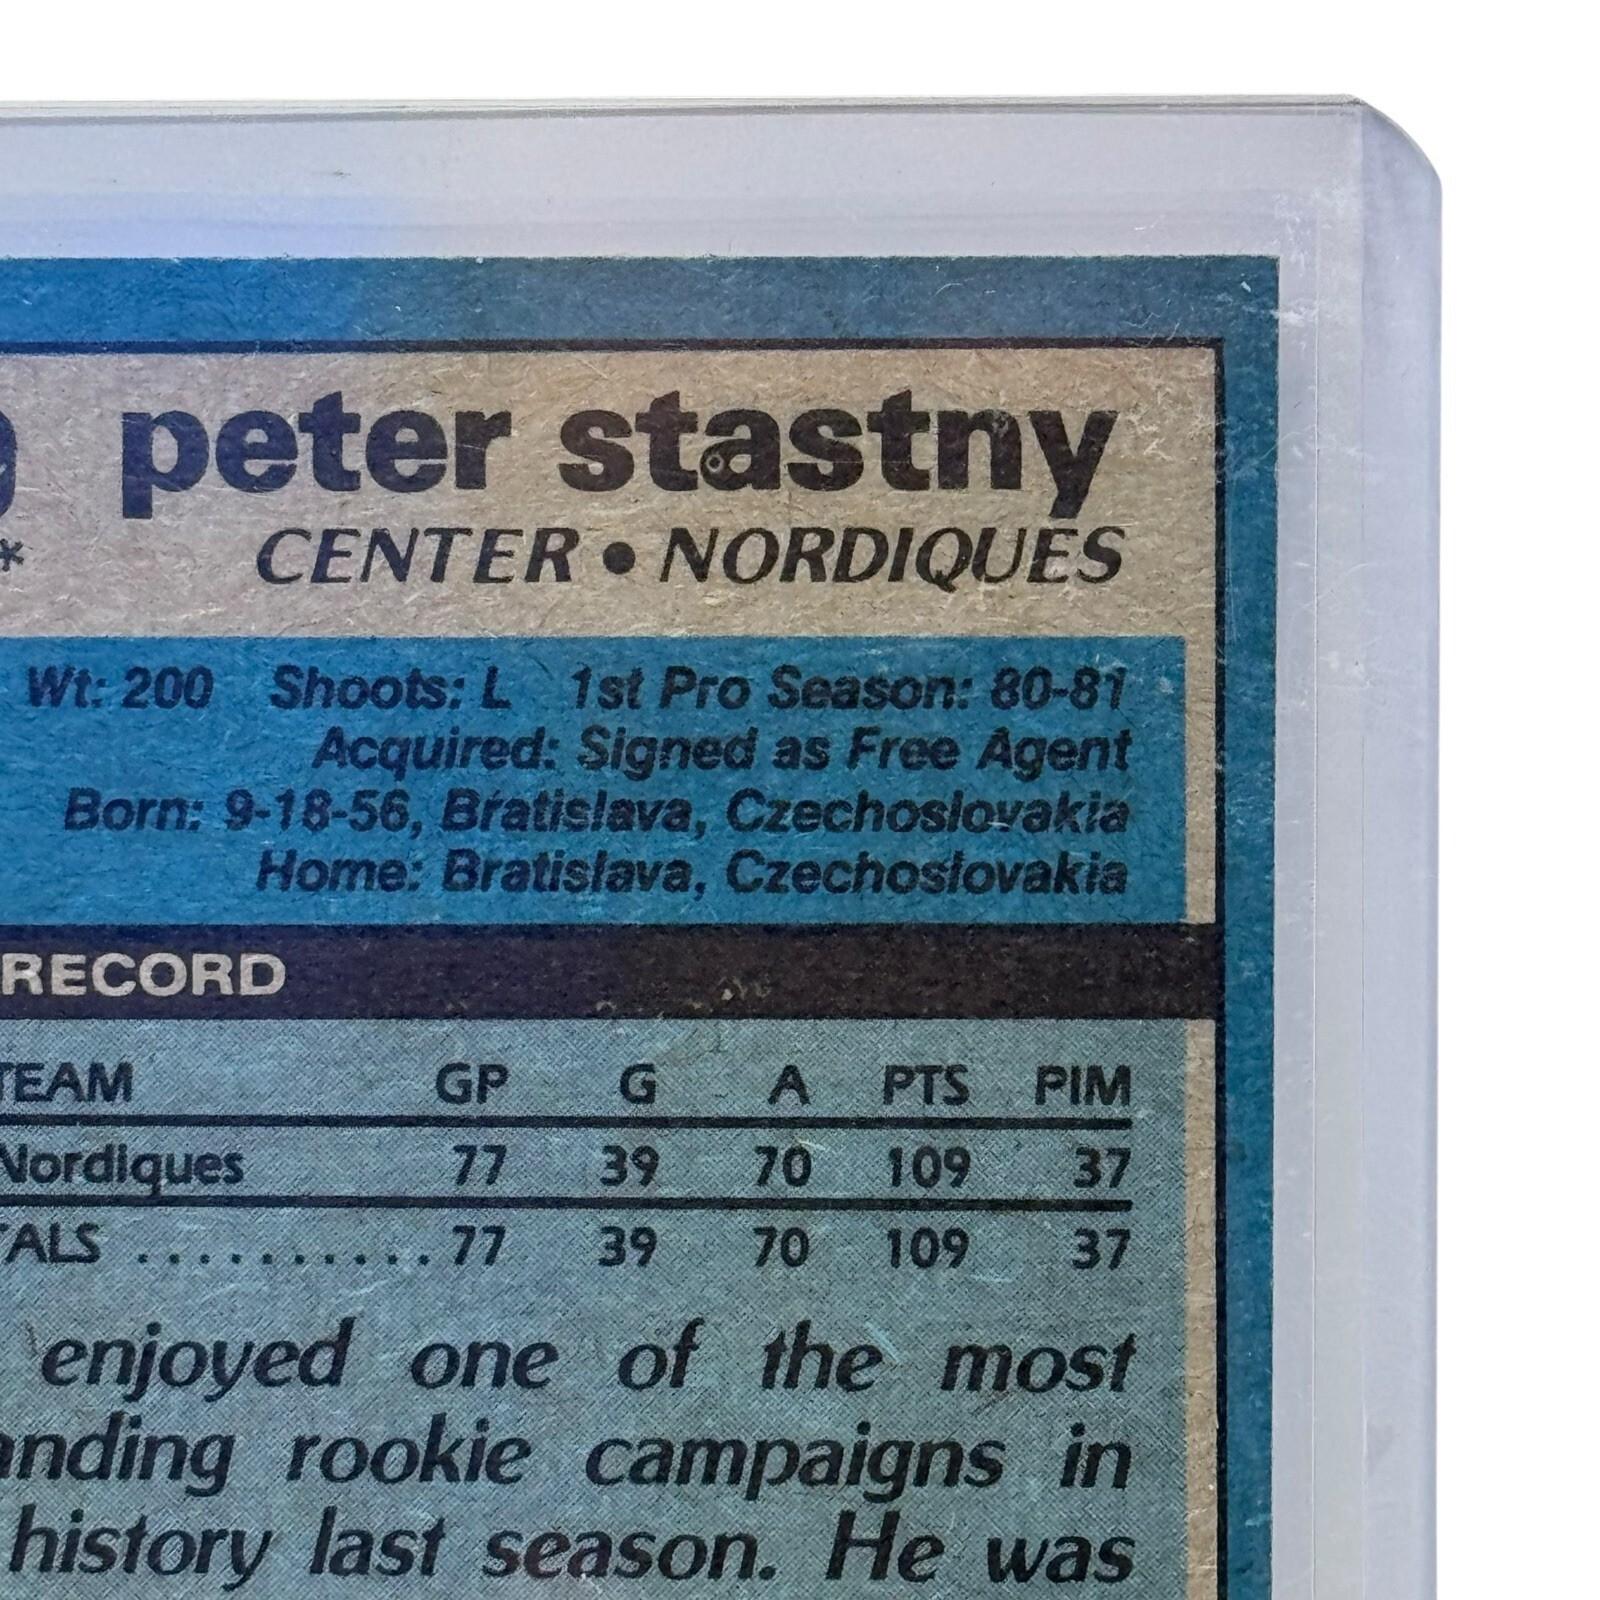 peter stastny
*
CENTER • NORDIQUES
Wt: 200 Shoots: L 1st Pro Season: 80-81
Acquired: Signed as Free Agent
Born: 9-18-56, Bratislava, Czechoslovakia
Home: Bratislava, Czechoslovakia
RECORD
TEAM GP G A PTS PIM
Nordiques 77 39 70 109 37
TALS .......... 77 39 70 109 37
enjoyed one of the most
anding rookie campaigns in
history last season. He was